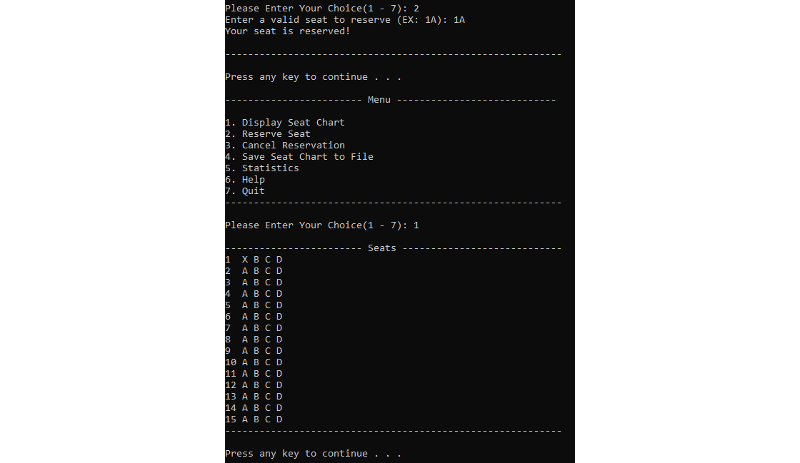 Please Enter Your Choice(1 - 7): 2
Enter a valid seat to reserve (EX: 1A): 1A
Your seat is reserved!
-----------------------------------------------------------
Press any key to continue . . .
------------------------ Menu ----------------------------
1. Display Seat Chart
2. Reserve Seat
3. Cancel Reservation
4. Save Seat Chart to File
5. Statistics
6. Help
7. Quit
-----------------------------------------------------------
Please Enter Your Choice(1 - 7): 1
------------------------ Seats ----------------------------
1  X B C D
2  A B C D
3  A B C D
4  A B C D
5  A B C D
6  A B C D
7  A B C D
8  A B C D
9  A B C D
10 A B C D
11 A B C D
12 A B C D
13 A B C D
14 A B C D
15 A B C D
-----------------------------------------------------------
Press any key to continue . . .